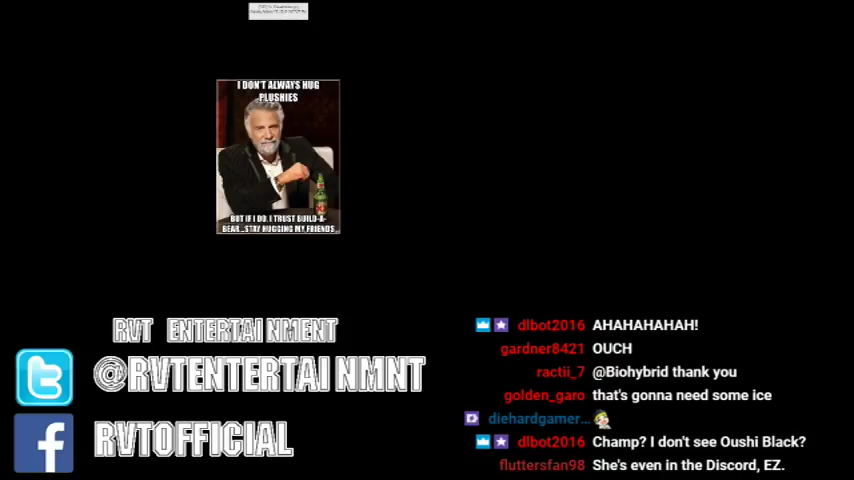 I DON'T ALWAYS HUG
PLUSHIES
BUT IF I DO, I TRUST BUILD-A-
BEAR...STAY HUGGING MY FRIENDS..
RVT ENTERTAINMENT
@RVTENTERTAINMNT
RVTOFFICIAL
dlbot2016 AHAHAHAHAH!
gardner8421 OUCH
ractii_7 @Biohybrid thank you
golden_garo that's gonna need some ice
diehardgamer...
dlbot2016 Champ? I don't see Oushi Black?
fluttersfan98 She's even in the Discord, EZ.